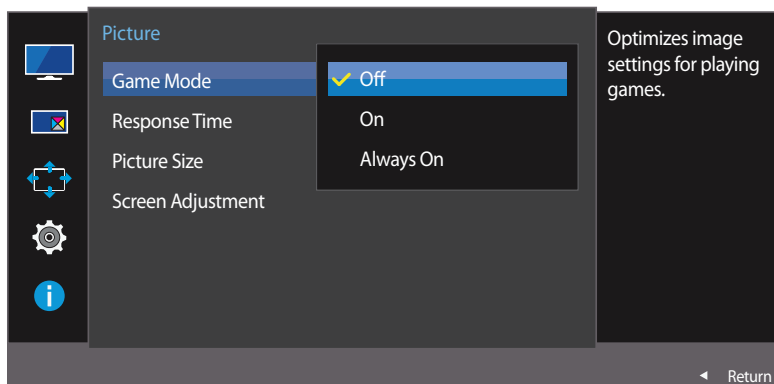 Picture
Game Mode
Off
Response Time
On
Picture Size
Always On
Screen Adjustment
Optimizes image
settings for playing
games.
Return